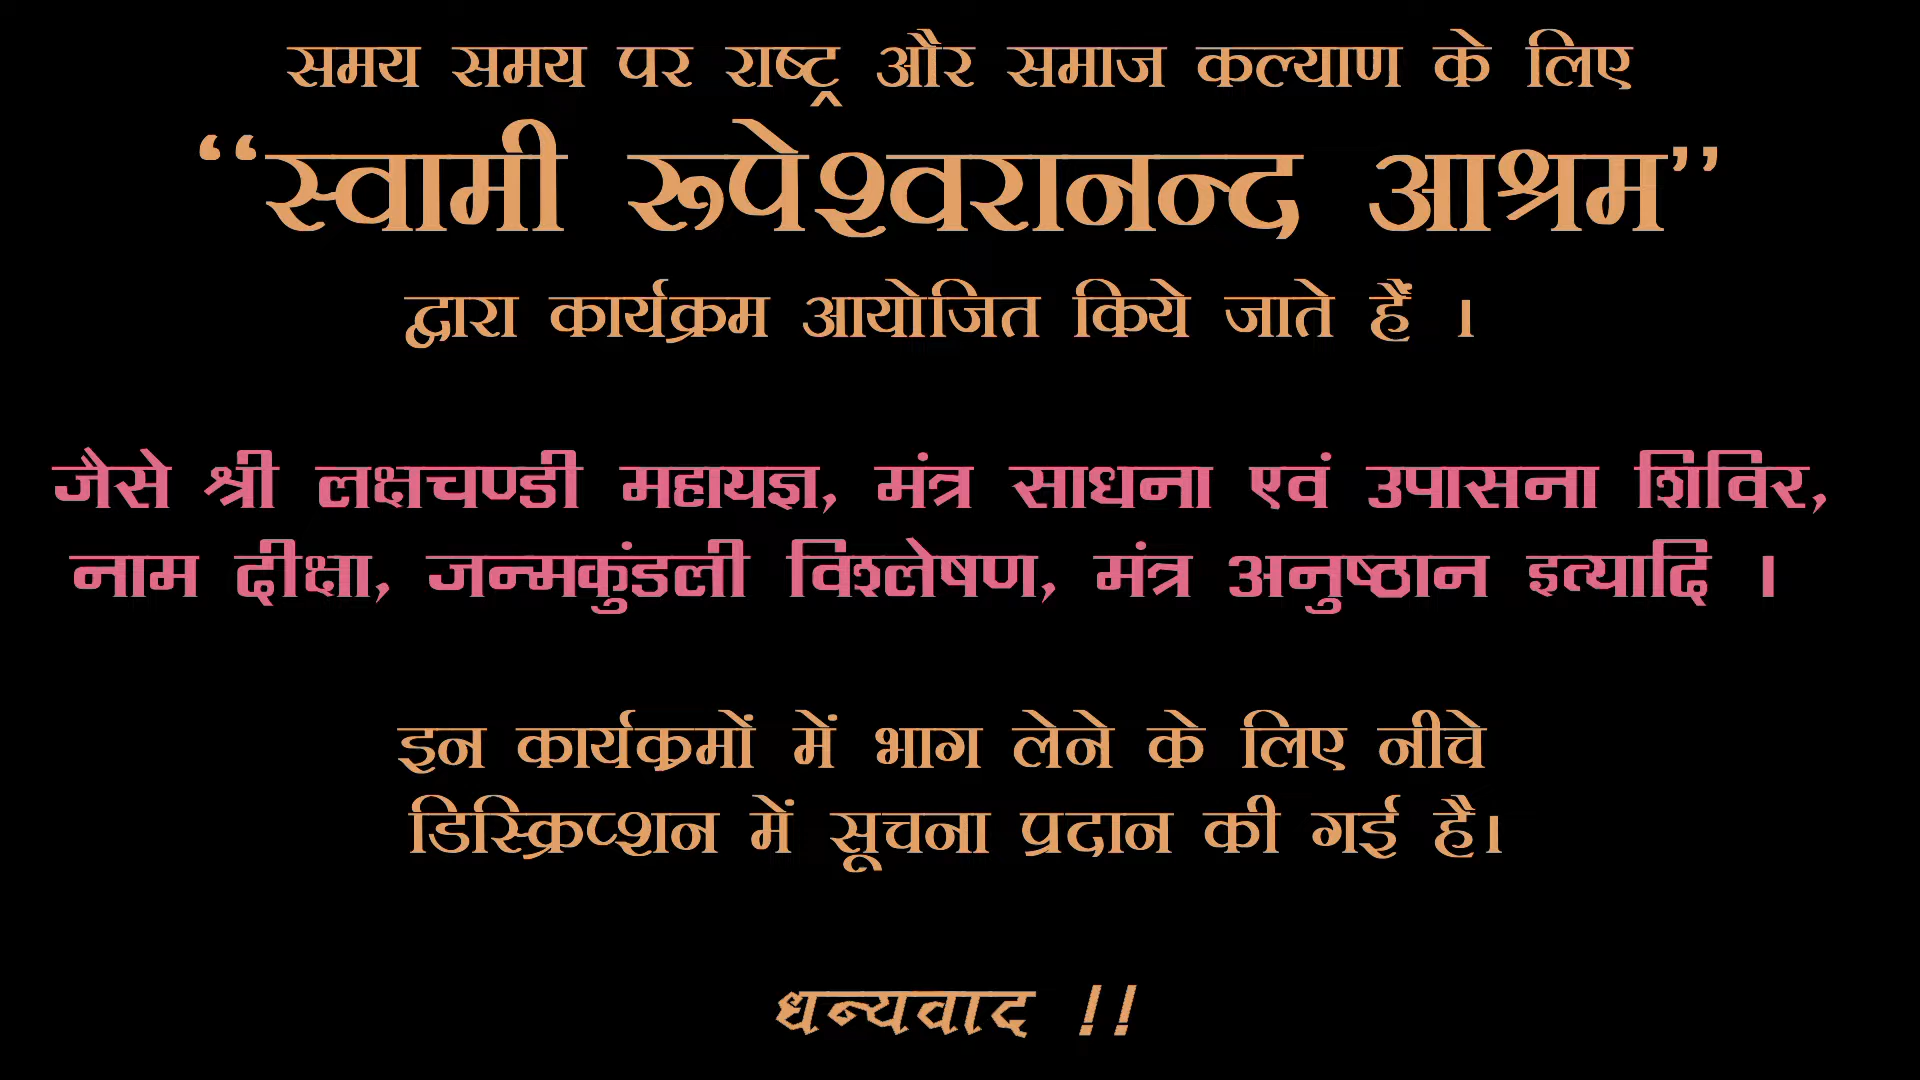 समय समय पर राष्ट्र और समाज कल्याण के लिए
‘‘स्वामी रूपेश्वरानन्द आश्रम’’
द्वारा कार्यक्रम आयोजित किये जाते हैं ।
जैसे श्री लक्षचण्डी महायज्ञ, मंत्र साधना एवं उपासना शिविर,
नाम दीक्षा, जन्मकुंडली विश्लेषण, मंत्र अनुष्ठान इत्यादि ।
इन कार्यक्रमों में भाग लेने के लिए नीचे
डिस्क्रिप्शन में सूचना प्रदान की गई है।
धन्यवाद !!